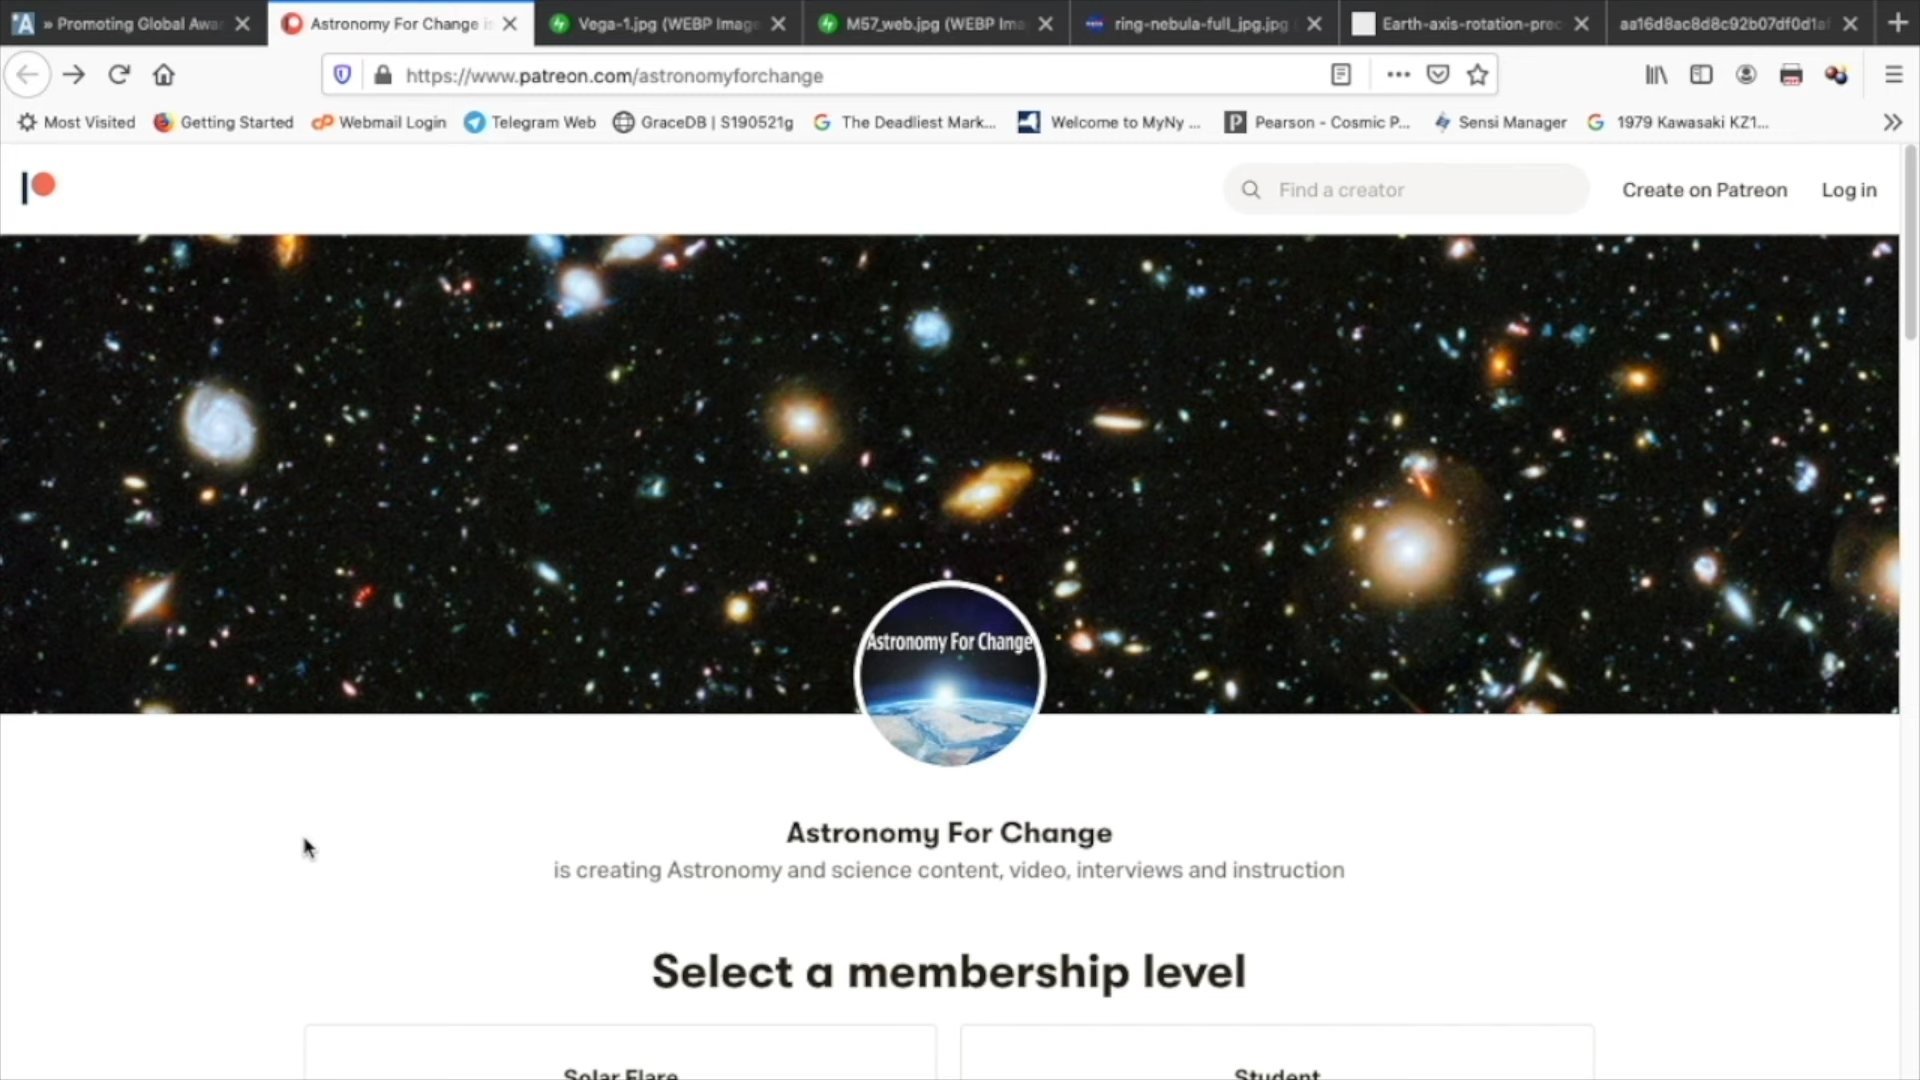 » Promoting Global Awa
Astronomy For Change is
Vega-1.jpg (WEBP Image
M57_web.jpg (WEBP Ima
ring-nebula-full_jpg.jpg (
Earth-axis-rotation-prec
aa16d8ac8d8c92b07df0d1af
https://www.patreon.com/astronomyforchange
Most Visited
Getting Started
Webmail Login
Telegram Web
GraceDB | S190521g
The Deadliest Mark...
Welcome to MyNy ...
Pearson - Cosmic P...
Sensi Manager
1979 Kawasaki KZ1...
Find a creator
Create on Patreon
Log in
Astronomy For Change
Astronomy For Change
is creating Astronomy and science content, video, interviews and instruction
Select a membership level
Solar Flare
Student